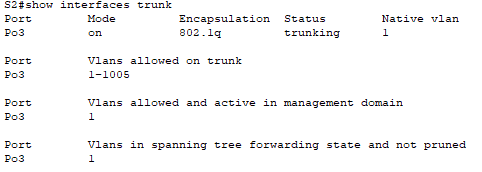 S2#show interfaces trunk
Port Mode Encapsulation Status Native vlan
Po3 on 802.1q trunking 1
Port Vlans allowed on trunk
Po3 1-1005
Port Vlans allowed and active in management domain
Po3 1
Port Vlans in spanning tree forwarding state and not pruned
Po3 1